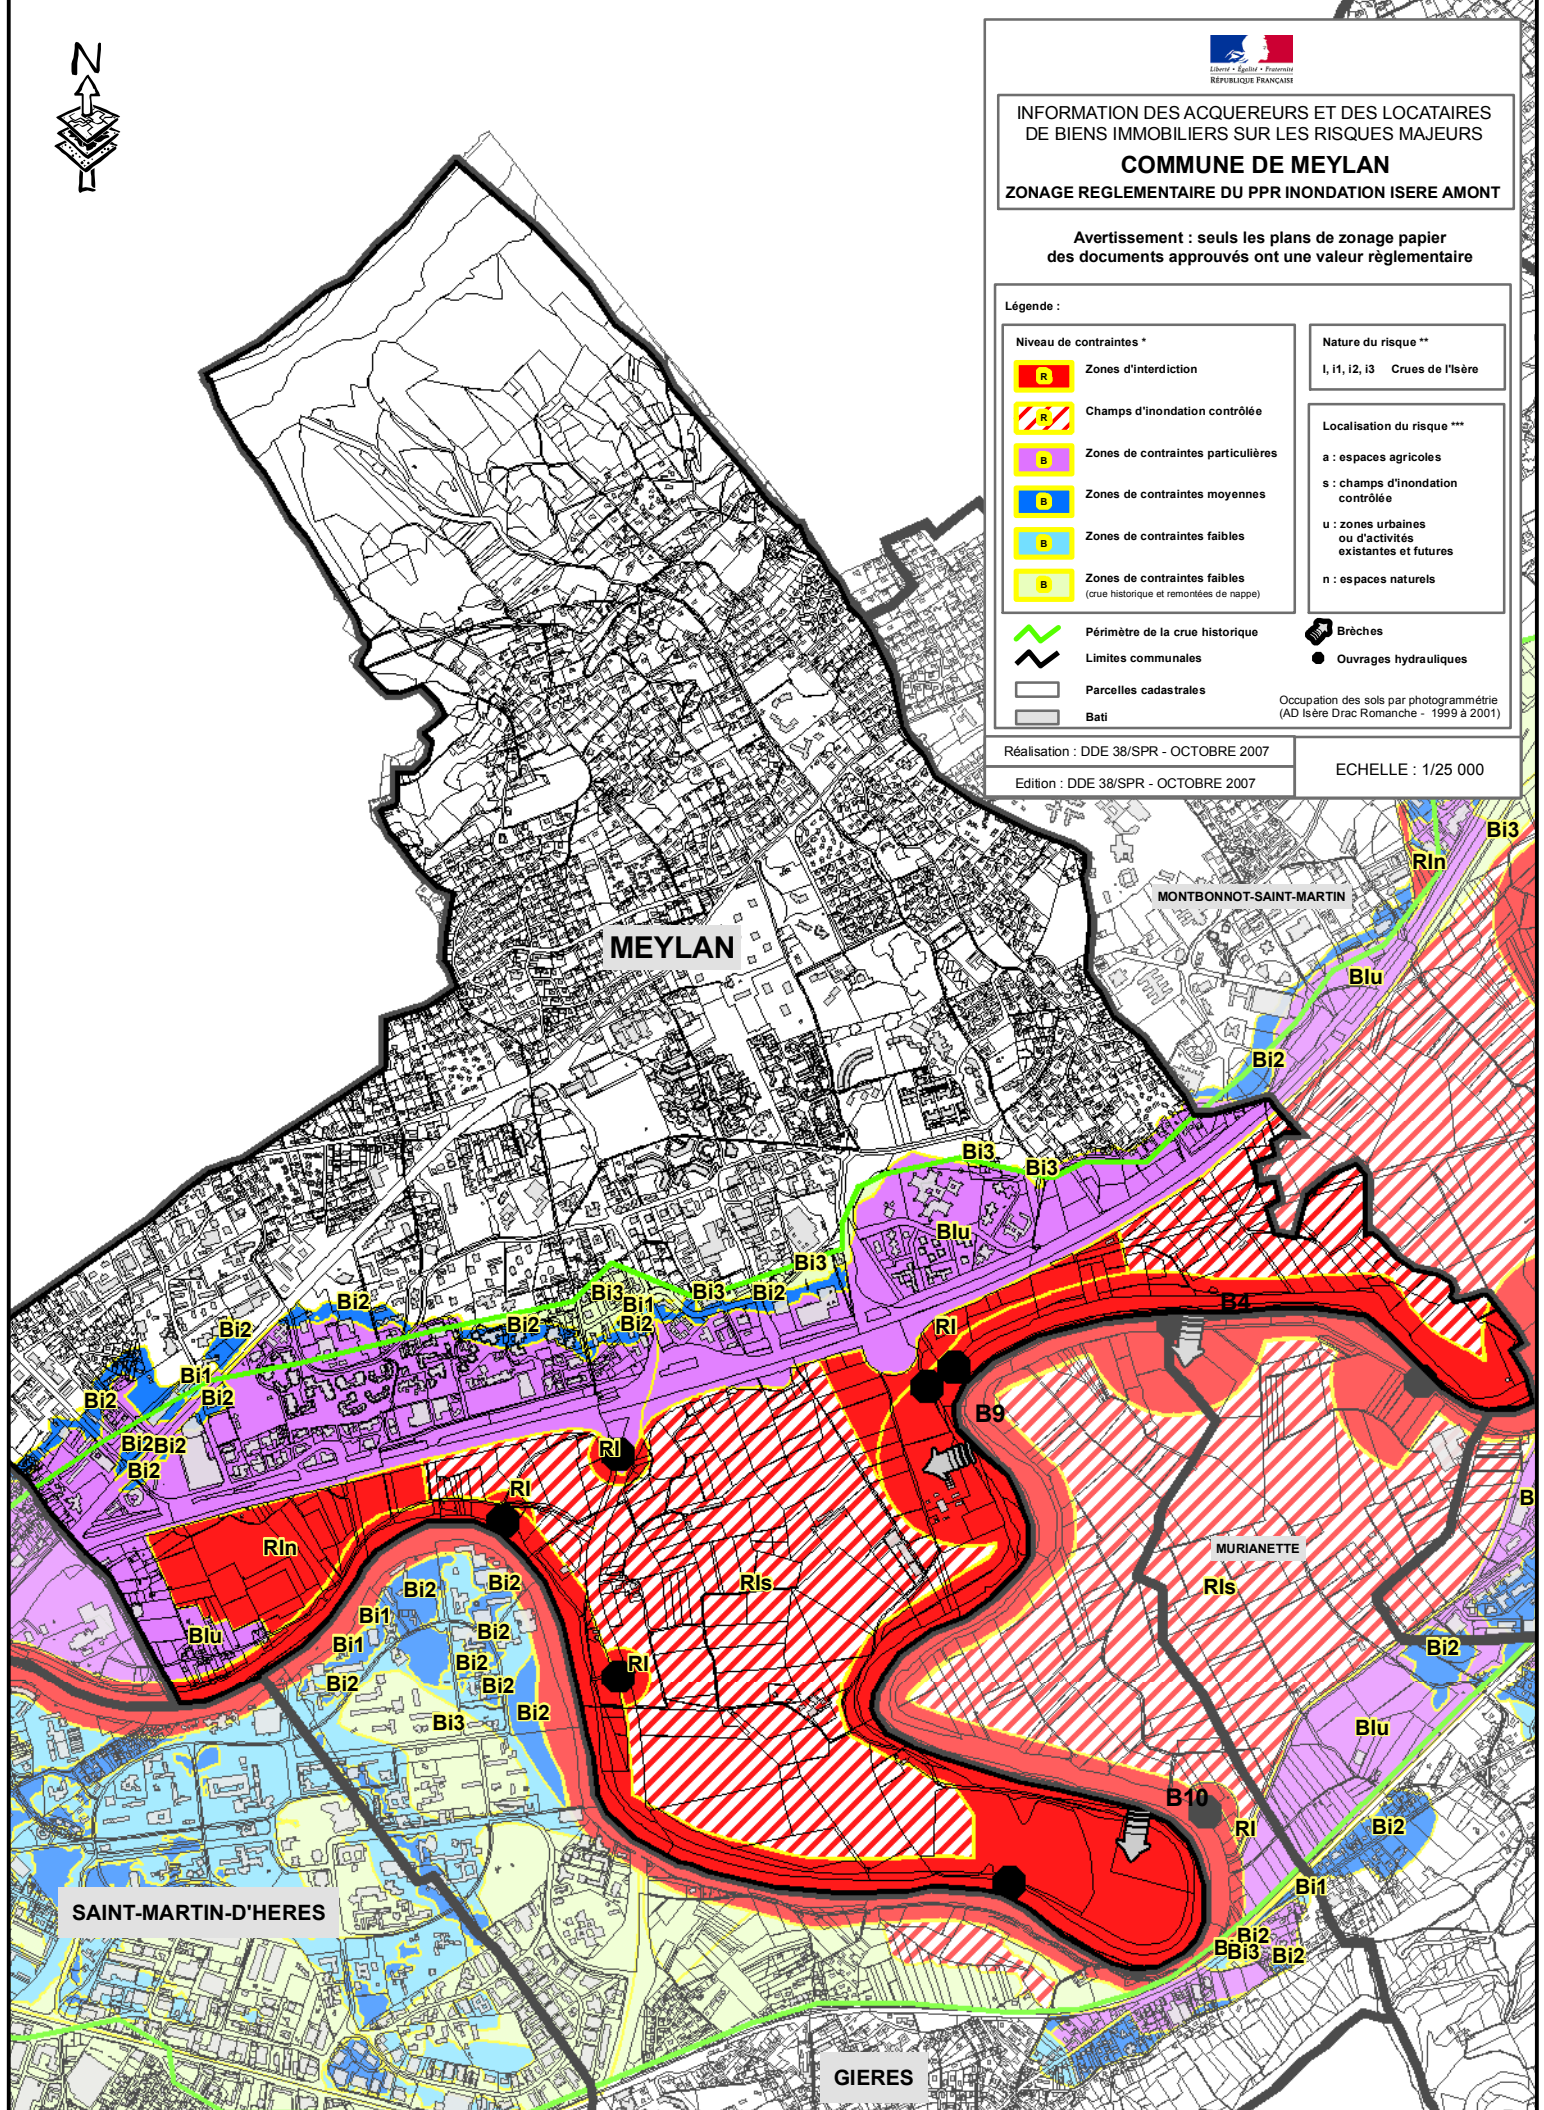 N
Liberté • Égalité • Fraternité
RÉPUBLIQUE FRANÇAISE
INFORMATION DES ACQUEREURS ET DES LOCATAIRES
DE BIENS IMMOBILIERS SUR LES RISQUES MAJEURS
COMMUNE DE MEYLAN
ZONAGE REGLEMENTAIRE DU PPR INONDATION ISERE AMONT
Avertissement : seuls les plans de zonage papier
des documents approuvés ont une valeur règlementaire
Légende :
Niveau de contraintes *
R Zones d'interdiction
R Champs d'inondation contrôlée
B Zones de contraintes particulières
B Zones de contraintes moyennes
B Zones de contraintes faibles
B Zones de contraintes faibles
(crue historique et remontées de nappe)
Nature du risque **
I, i1, i2, i3 Crues de l'Isère
Localisation du risque ***
a : espaces agricoles
s : champs d'inondation
contrôlée
u : zones urbaines
ou d'activités
existantes et futures
n : espaces naturels
Périmètre de la crue historique
Limites communales
Parcelles cadastrales
Bati
Brèches
Ouvrages hydrauliques
Occupation des sols par photogrammétrie
(AD Isère Drac Romanche - 1999 à 2001)
Réalisation : DDE 38/SPR - OCTOBRE 2007
Edition : DDE 38/SPR - OCTOBRE 2007
ECHELLE : 1/25 000
Bi3
RIn
MONTBONNOT-SAINT-MARTIN
MEYLAN
BIu
Bi2
Bi3
Bi3
BIu
Bi3
Bi3
Bi2
Bi3
Bi1
Bi2
Bi2
Bi2
Bi2
B4
RI
Bi1
Bi2
Bi2
B9
Bi2Bi2
Bi2
RI
RI
B
RIn
MURIANETTE
RIs
RIs
Bi2
Bi2
Bi1
Bi1
Bi2
BIu
Bi2
Bi2
RI
Bi2
Bi2
Bi2
Bi3
BIu
B10
RI
Bi2
Bi1
SAINT-MARTIN-D'HERES
Bi2
B
Bi3
Bi2
GIERES